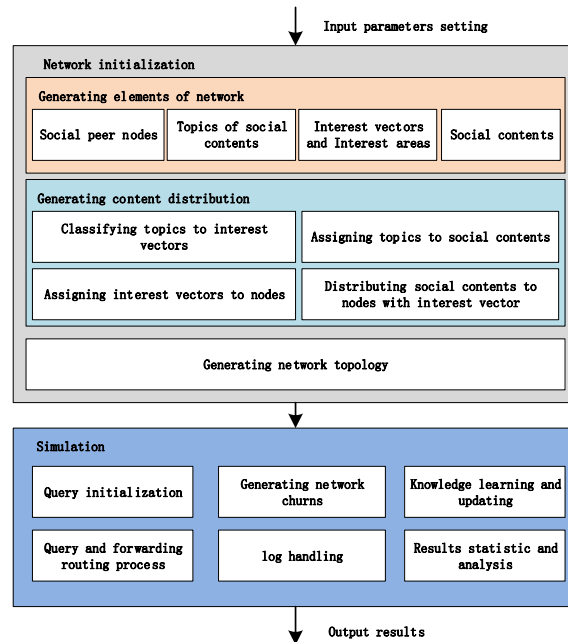 Input parameters setting
Network initialization
Generating elements of network
Social peer nodes
Topics of social
contents
Interest vectors
and Interest areas
Social contents
Generating content distribution
Classifying topics to interest
vectors
Assigning topics to social contents
Assigning interest vectors to nodes
Distributing social contents to
nodes with interest vector
Generating network topology
Simulation
Query initialization
Generating network
churns
Knowledge learning and
updating
Query and forwarding
routing process
log handling
Results statistic and
analysis
Output results